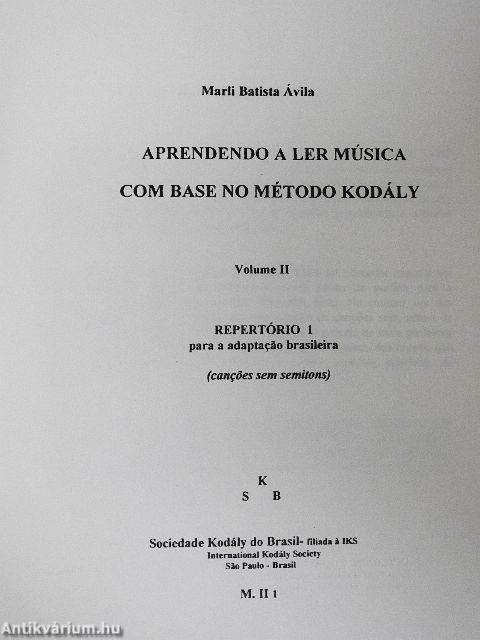 Marli Batista Ávila
APRENDENDO A LER MÚSICA
COM BASE NO MÉTODO KODÁLY
Volume II
REPERTÓRIO 1
para a adaptação brasileira
(canções sem semitons)
K
S B
Sociedade Kodály do Brasil- filiada à IKS
International Kodály Society
São Paulo - Brasil
M. II 1
Antikvárium.hu